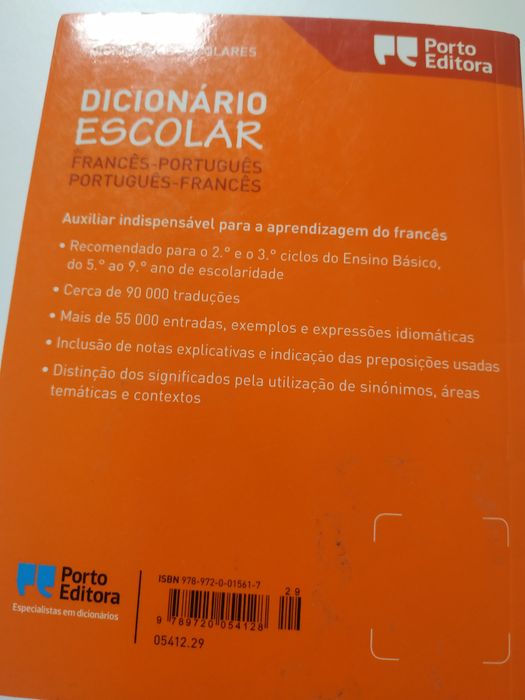 Porto
Editora
DICIONÁRIO
ESCOLAR
FRANCÊS-PORTUGUÊS
PORTUGUÊS-FRANCÊS
Auxiliar indispensável para a aprendizagem do francês
• Recomendado para o 2.º e o 3.º ciclos do Ensino Básico,
do 5.º ao 9.º ano de escolaridade
• Cerca de 90 000 traduções
• Mais de 55 000 entradas, exemplos e expressões idiomáticas
• Inclusão de notas explicativas e indicação das preposições usadas
• Distinção dos significados pela utilização de sinónimos, áreas
temáticas e contextos
Porto
Editora
Especialistas em dicionários
ISBN 978-972-0-01561-7
29
9 789720 054128
05412.29